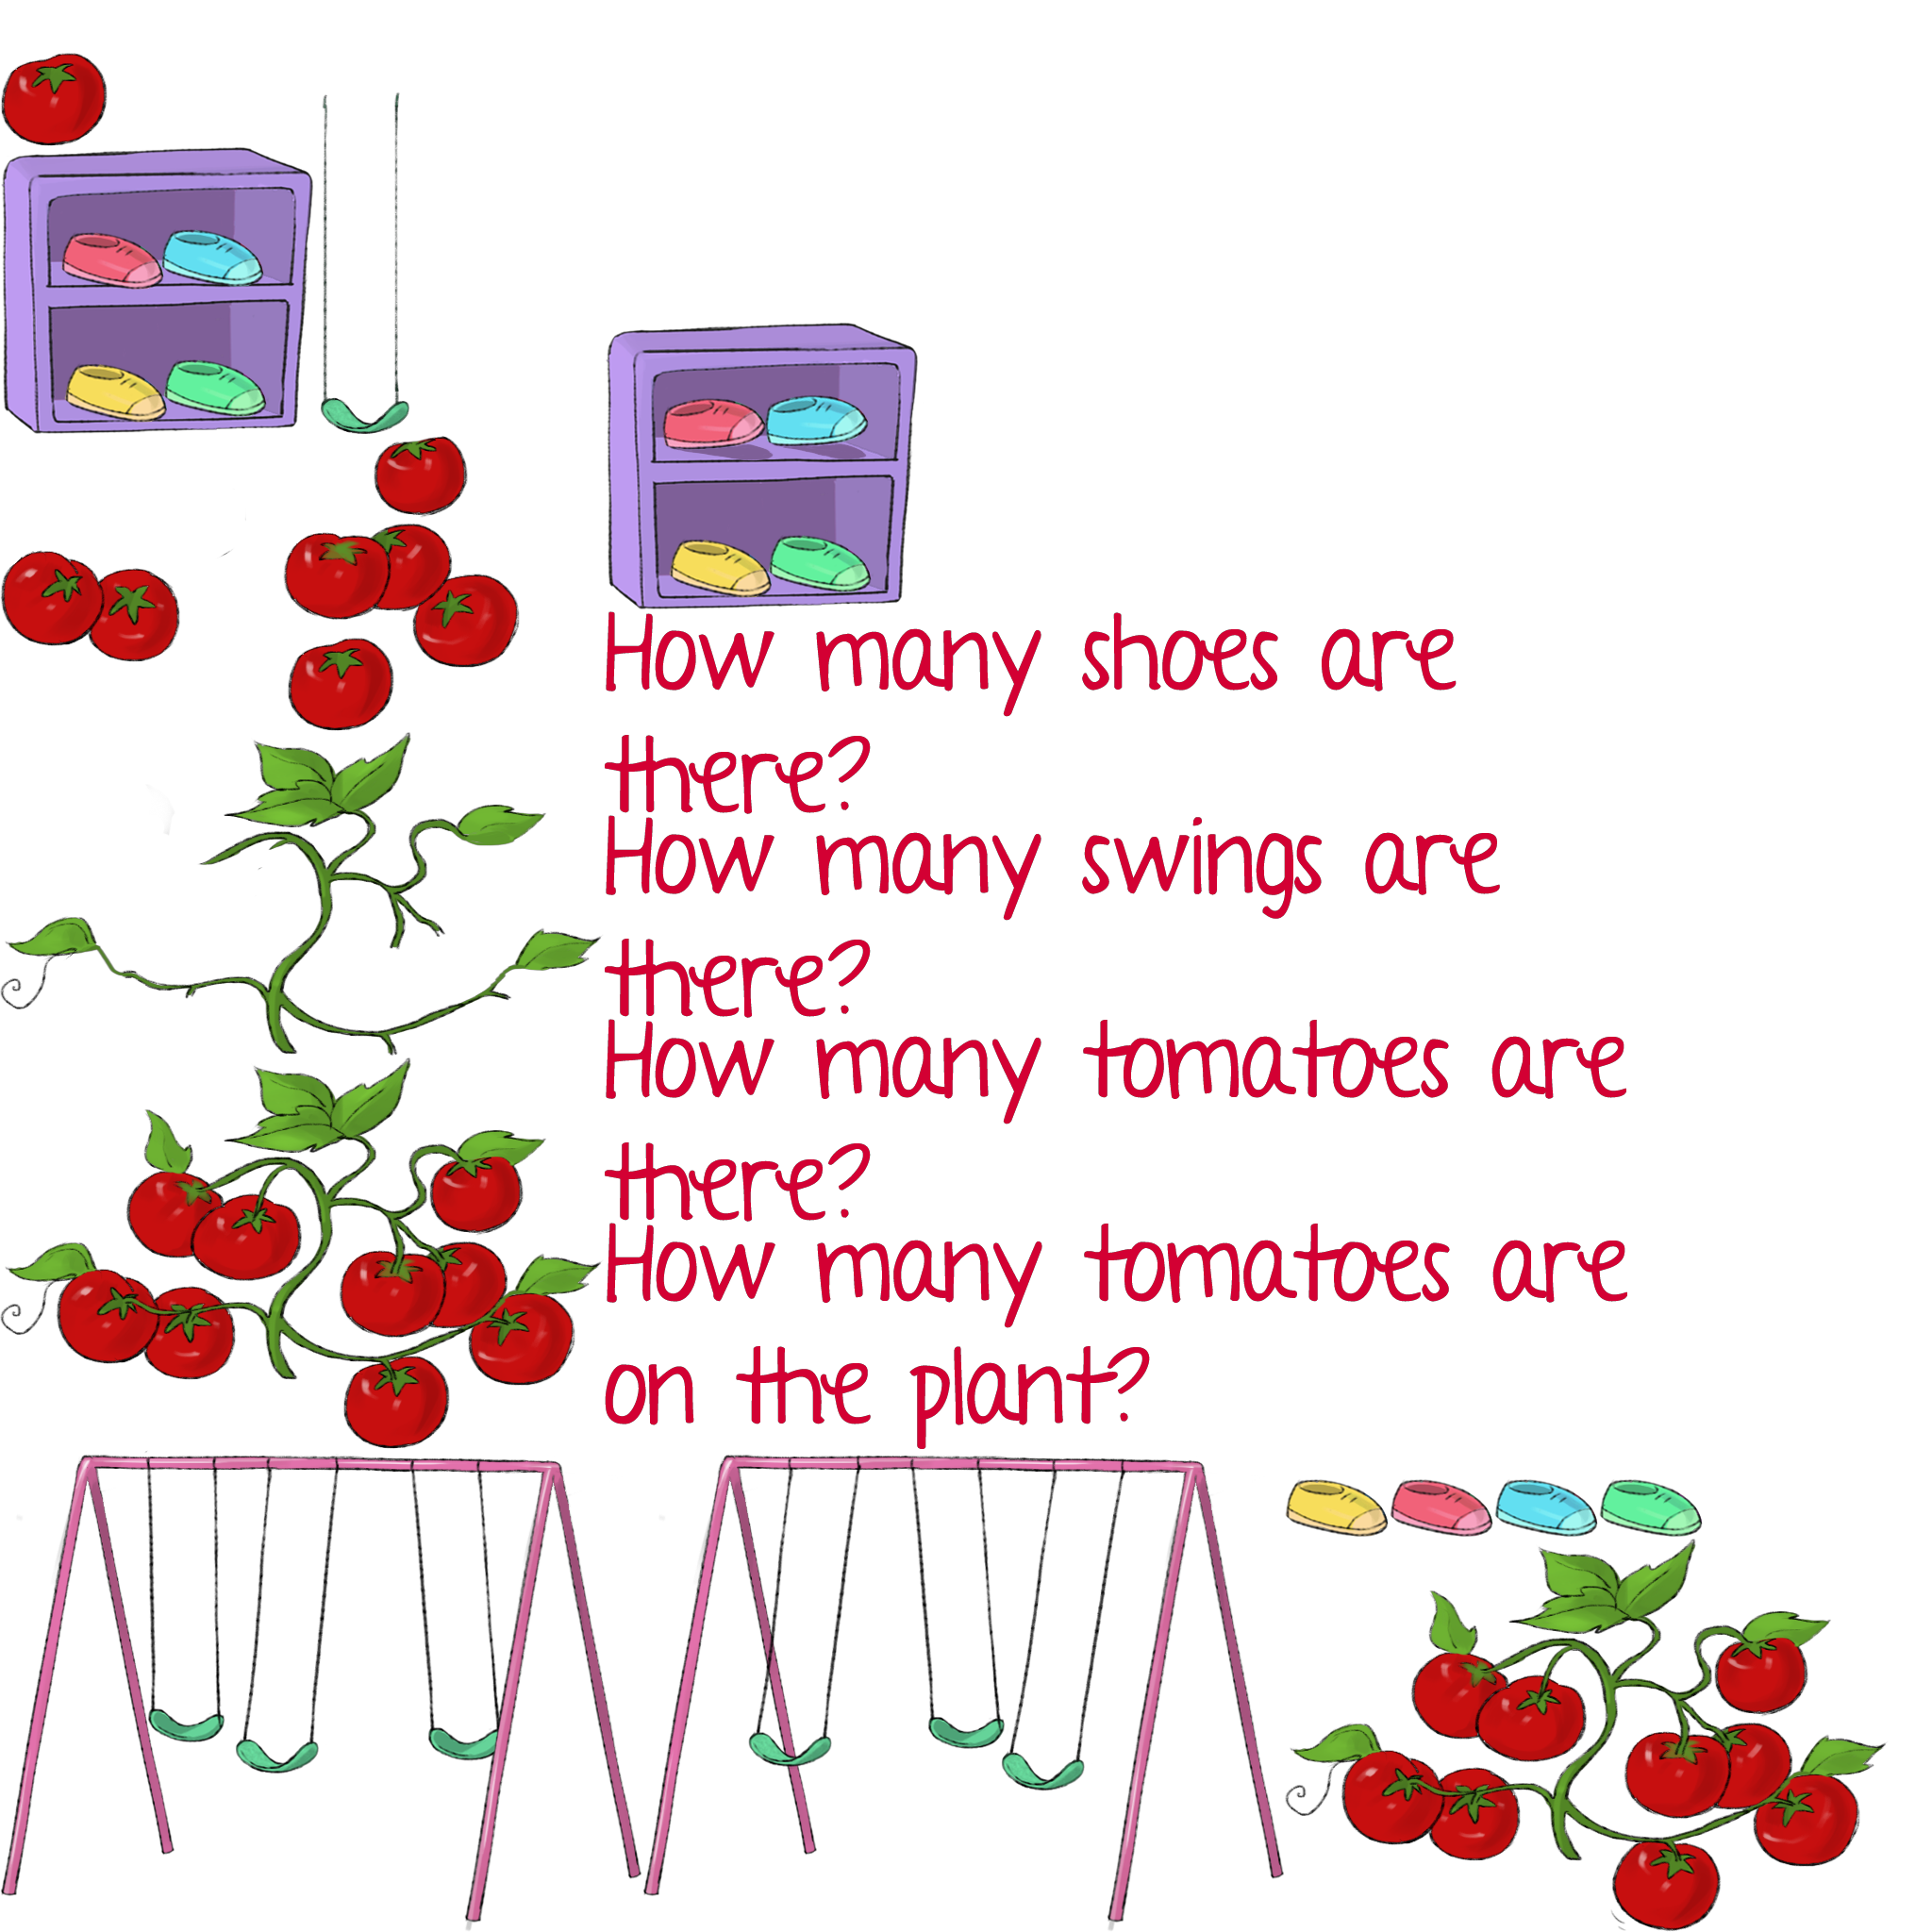 How many shoes are
there?
How many swings are
there?
How many tomatoes are
there?
How many tomatoes are
on the plant?